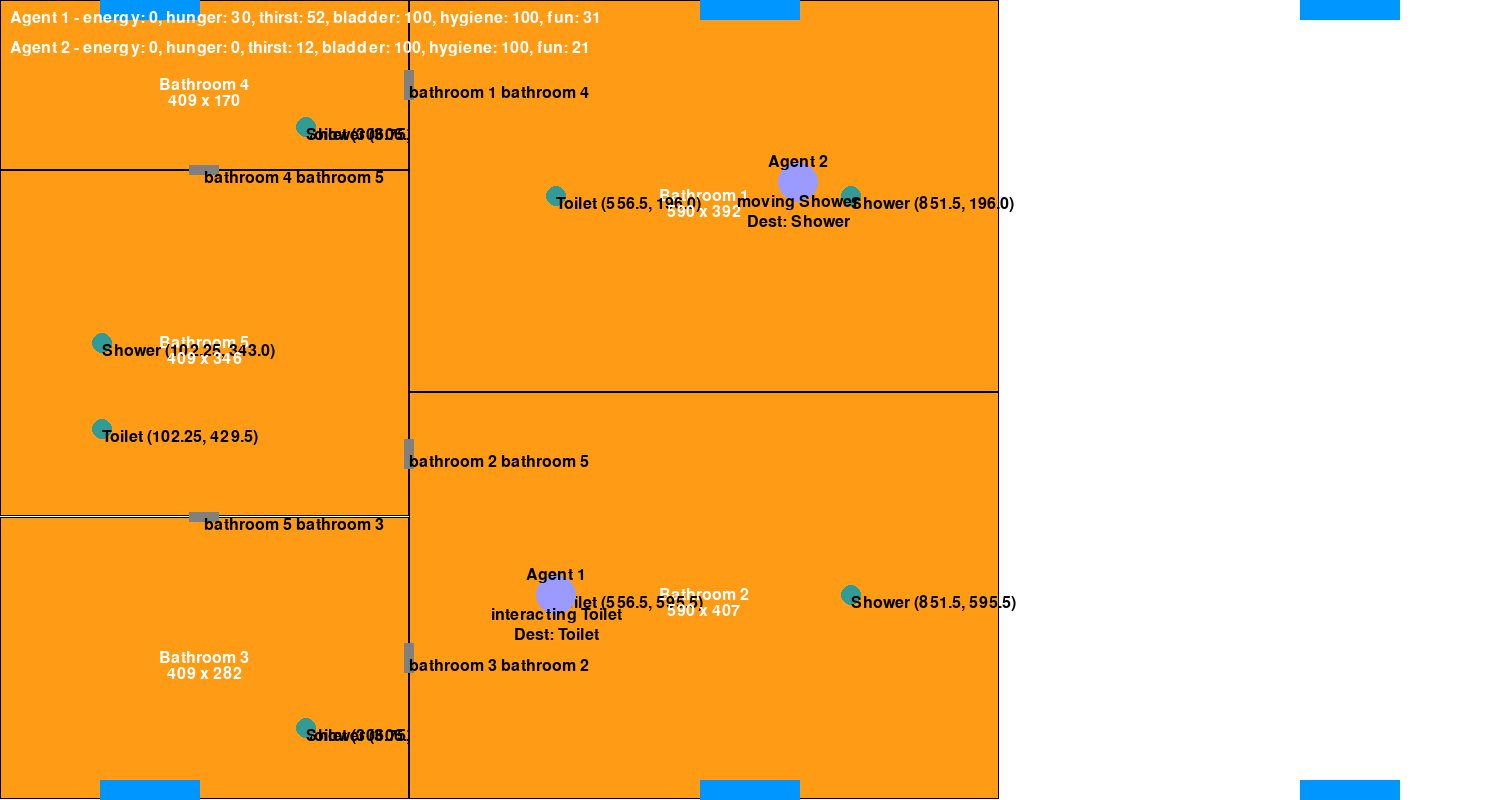 Agent 1 - energy: 0, hunger: 30, thirst: 52, bladder: 100, hygiene: 100, fun: 31
Agent 2 - energy: 0, hunger: 0, thirst: 12, bladder: 100, hygiene: 100, fun: 21
Bathroom 4
409 x 170
bathroom 1 bathroom 4
bathroom 4 bathroom 5
Agent 2
Bathroom 1
590 x 392
Toilet (556.5, 196.0)
moving Shower
Shower (851.5, 196.0)
Dest: Shower
Bathroom 5
409 x 346
Shower (102.25, 343.0)
Toilet (102.25, 429.5)
bathroom 2 bathroom 5
bathroom 5 bathroom 3
Agent 1
Bathroom 2
590 x 407
(556.5, 595.5)
Shower (851.5, 595.5)
interacting Toilet
Dest: Toilet
Bathroom 3
409 x 282
bathroom 3 bathroom 2